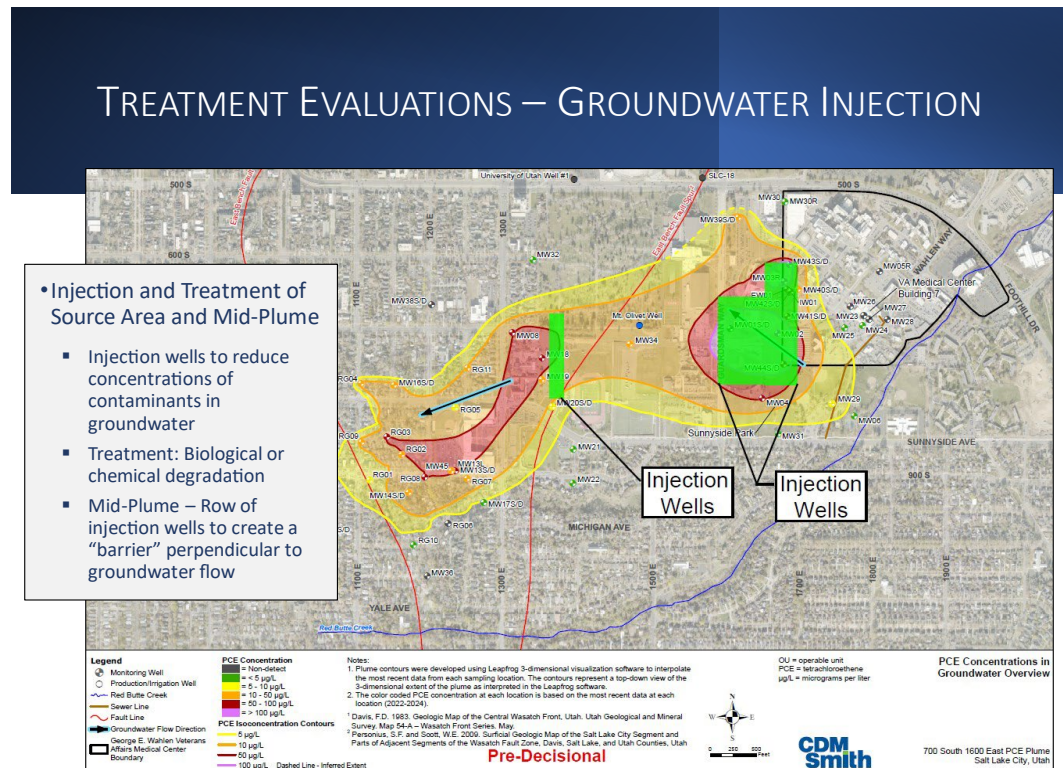 TREATMENT EVALUATIONS – GROUNDWATER INJECTION
•Injection and Treatment of
Source Area and Mid-Plume
▪ Injection wells to reduce
concentrations of
contaminants in
groundwater
▪ Treatment: Biological or
chemical degradation
▪ Mid-Plume – Row of
injection wells to create a
“barrier” perpendicular to
groundwater flow
500 S
University of Utah Well #1
SLC-18
500 S
East Bench Fault
East Bench Fault Spur
600 S
1200 E
1300 E
1100 E
MW30
MW30R
MW39S/D
MW32
MW38S/D
WAHLEN WAY
FOOTHILL DR
MW05R
VA Medical Center
Building 7
MW43S/D
MW40S/D
IW01
MW41S/D
MW26
MW27
MW23
MW28
MW24
MW25
Mt. Olivet Well
MW34
MW08
MW18
MW19
RG11
RG04
MW16S/D
RG05
MW20S/D
MW44S/D
MW04
MW29
MW06
Sunnyside Park
MW31
SUNNYSIDE AVE
900 S
RG09
RG03
RG02
MW45
MW13L
MW13S/D
RG01
RG08
RG07
MW14S/D
MW21
MW22
MW17S/D
RG06
RG10
MW36
MICHIGAN AVE
1100 E
1300 E
1500 E
1700 E
1800 E
1900 E
YALE AVE
Red Butte Creek
Injection
Wells
Injection
Wells
Legend
Monitoring Well
Production/Irrigation Well
Red Butte Creek
Sewer Line
Fault Line
Groundwater Flow Direction
George E. Wahlen Veterans
Affairs Medical Center
Boundary
PCE Concentration
= Non-detect
= < 5 µg/L
= 5 - 10 µg/L
= 10 - 50 µg/L
= 50 - 100 µg/L
= > 100 µg/L
PCE Isoconcentration Contours
5 µg/L
10 µg/L
50 µg/L
100 µg/L Dashed Line - Inferred Extent
Notes:
1. Plume contours were developed using Leapfrog 3-dimensional visualization software to interpolate
the most recent data from each sampling location. The contours represent a top-down view of the
3-dimensional extent of the plume as interpreted in the Leapfrog software.
2. The color coded PCE concentration at each location is based on the most recent data at each
location (2022-2024).
¹ Davis, F.D. 1983. Geologic Map of the Central Wasatch Front, Utah. Utah Geological and Mineral
Survey. Map 54-A – Wasatch Front Series. May.
² Personius, S.F. and Scott, W.E. 2009. Surficial Geologic Map of the Salt Lake City Segment and
Parts of Adjacent Segments of the Wasatch Fault Zone, Davis, Salt Lake, and Utah Counties, Utah
Pre-Decisional
OU = operable unit
PCE = tetrachloroethene
µg/L = micrograms per liter
N
W
E
S
0 250 500
Feet
CDM
Smith
PCE Concentrations in
Groundwater Overview
700 South 1600 East PCE Plume
Salt Lake City, Utah